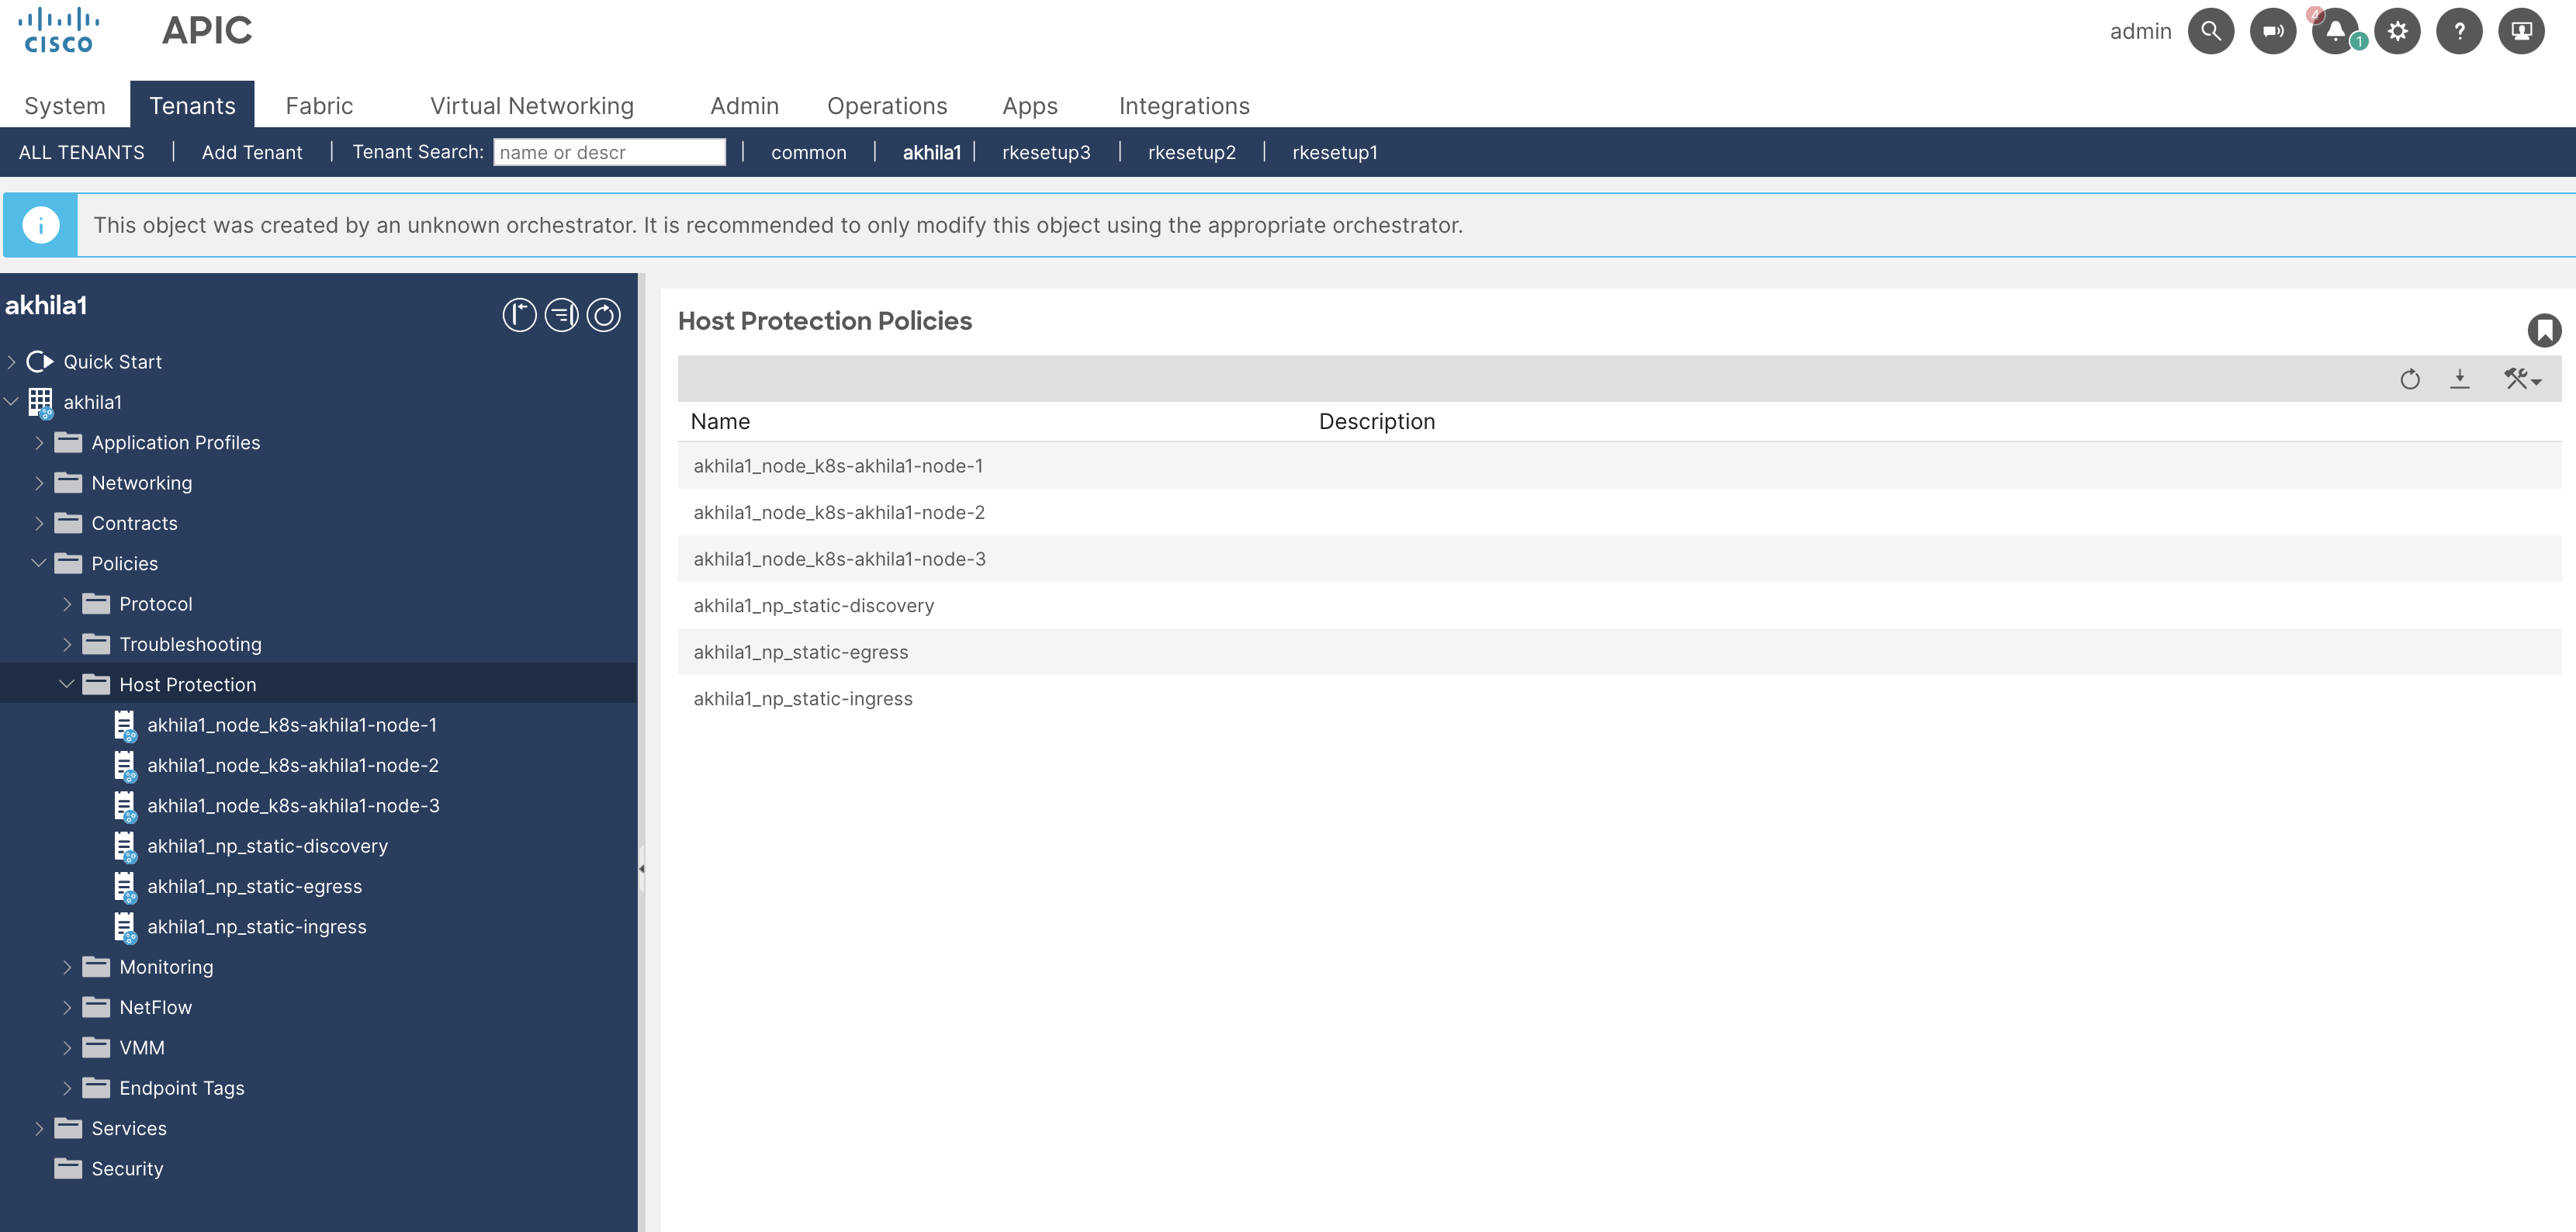 CISCO
APIC
admin
4
1
?
System Tenants Fabric Virtual Networking Admin Operations Apps Integrations
ALL TENANTS | Add Tenant | Tenant Search: name or descr | common | akhila1 | rkesetup3 | rkesetup2 | rkesetup1
i
This object was created by an unknown orchestrator. It is recommended to only modify this object using the appropriate orchestrator.
akhila1
Quick Start
akhila1
Application Profiles
Networking
Contracts
Policies
Protocol
Troubleshooting
Host Protection
akhila1_node_k8s-akhila1-node-1
akhila1_node_k8s-akhila1-node-2
akhila1_node_k8s-akhila1-node-3
akhila1_np_static-discovery
akhila1_np_static-egress
akhila1_np_static-ingress
Monitoring
NetFlow
VMM
Endpoint Tags
Services
Security
Host Protection Policies
Name Description
akhila1_node_k8s-akhila1-node-1
akhila1_node_k8s-akhila1-node-2
akhila1_node_k8s-akhila1-node-3
akhila1_np_static-discovery
akhila1_np_static-egress
akhila1_np_static-ingress